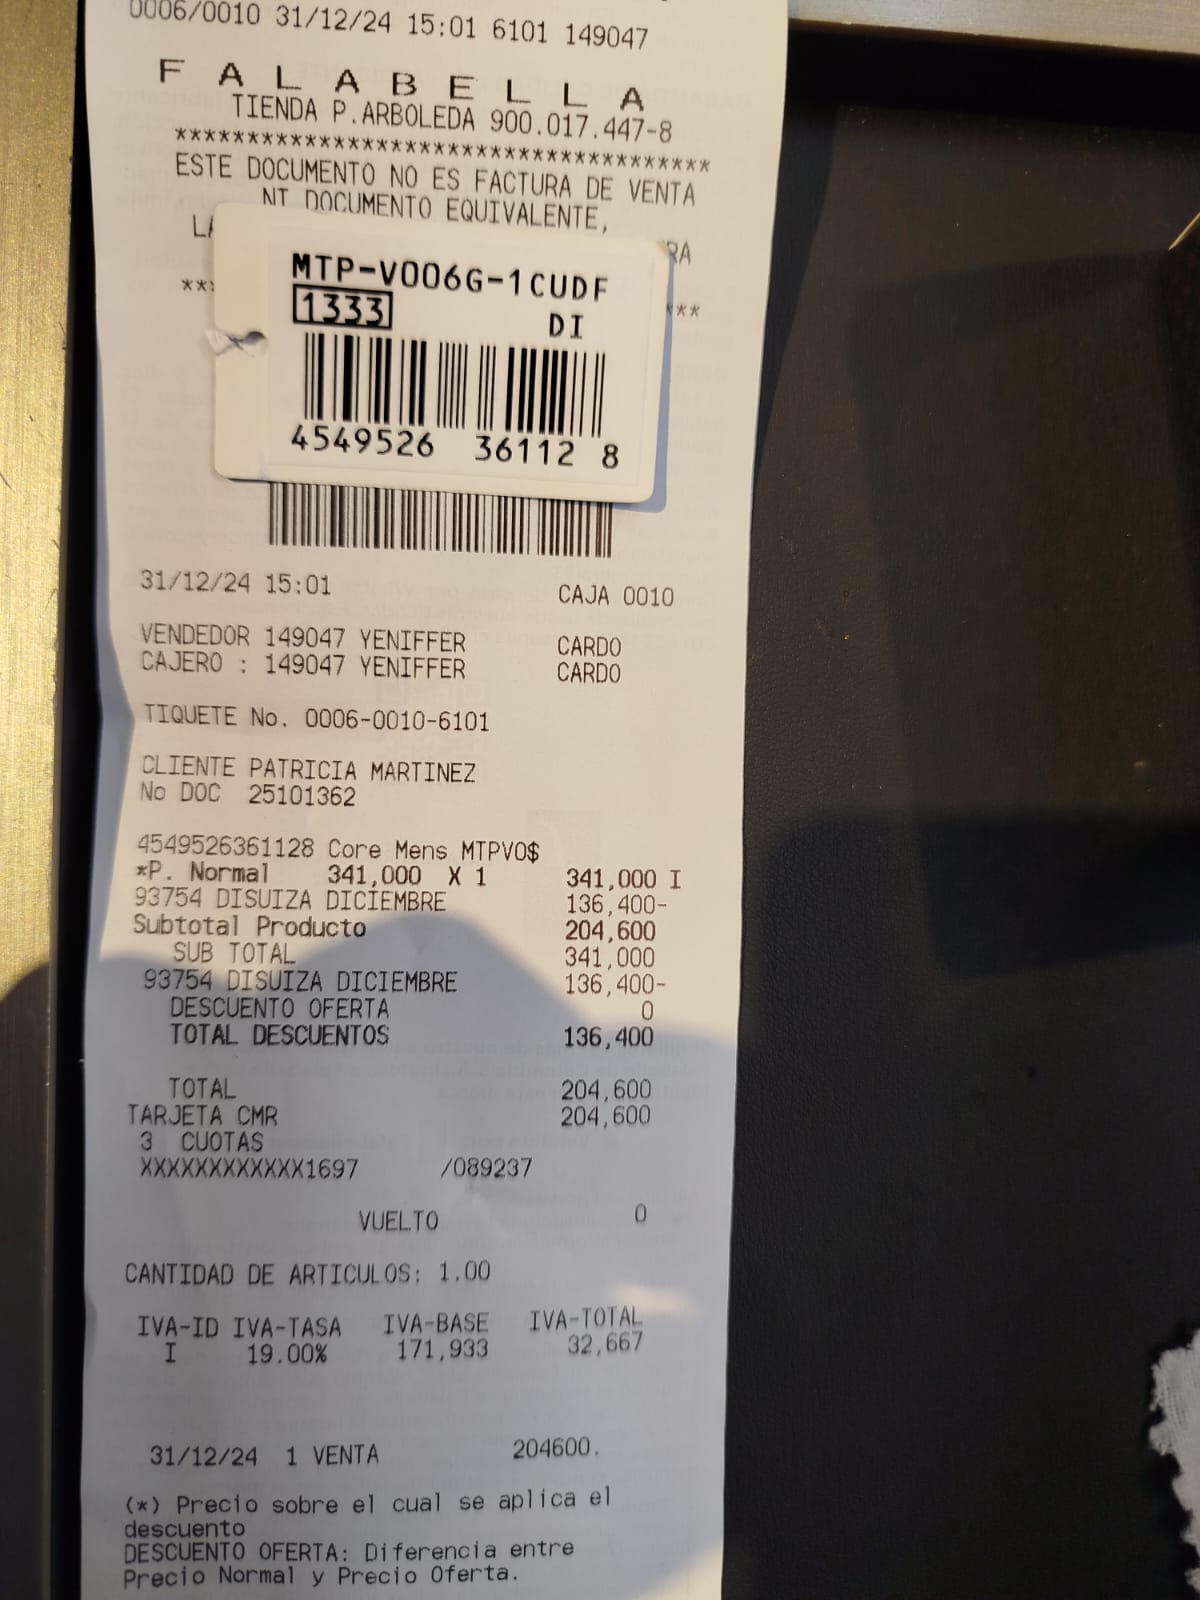 0006/0010 31/12/24 15:01 6101 149047
F A L A B E L L A
TIENDA P.ARBOLEDA 900.017.447-8
*************************************
ESTE DOCUMENTO NO ES FACTURA DE VENTA
NI DOCUMENTO EQUIVALENTE,
MTP-V006G-1CUDF
1333 DI
4549526 36112 8
31/12/24 15:01 CAJA 0010
VENDEDOR 149047 YENIFFER CARDO
CAJERO : 149047 YENIFFER CARDO
TIQUETE No. 0006-0010-6101
CLIENTE PATRICIA MARTINEZ
No DOC 25101362
4549526361128 Core Mens MTPVO$
*P. Normal 341,000 X 1 341,000 I
93754 DISUIZA DICIEMBRE 136,400-
Subtotal Producto 204,600
SUB TOTAL 341,000
93754 DISUIZA DICIEMBRE 136,400-
DESCUENTO OFERTA 0
TOTAL DESCUENTOS 136,400
TOTAL 204,600
TARJETA CMR 204,600
3 CUOTAS
XXXXXXXXXXXX1697 /089237
VUELTO 0
CANTIDAD DE ARTICULOS: 1.00
IVA-ID IVA-TASA IVA-BASE IVA-TOTAL
I 19.00% 171,933 32,667
31/12/24 1 VENTA 204600.
(*) Precio sobre el cual se aplica el
descuento
DESCUENTO OFERTA: Diferencia entre
Precio Normal y Precio Oferta.